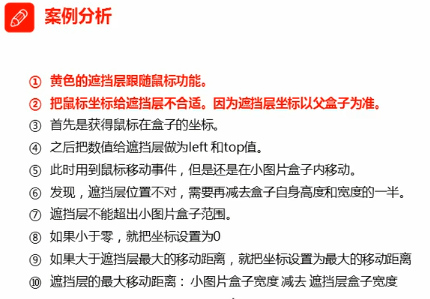 案例分析
① 黄色的遮挡层跟随鼠标功能。
② 把鼠标坐标给遮挡层不合适。因为遮挡层坐标以父盒子为准。
③ 首先是获得鼠标在盒子的坐标。
④ 之后把数值给遮挡层做为left 和top值。
⑤ 此时用到鼠标移动事件，但是还是在小图片盒子内移动。
⑥ 发现，遮挡层位置不对，需要再减去盒子自身高度和宽度的一半。
⑦ 遮挡层不能超出小图片盒子范围。
⑧ 如果小于零，就把坐标设置为0
⑨ 如果大于遮挡层最大的移动距离，就把坐标设置为最大的移动距离
⑩ 遮挡层的最大移动距离：小图片盒子宽度 减去 遮挡层盒子宽度